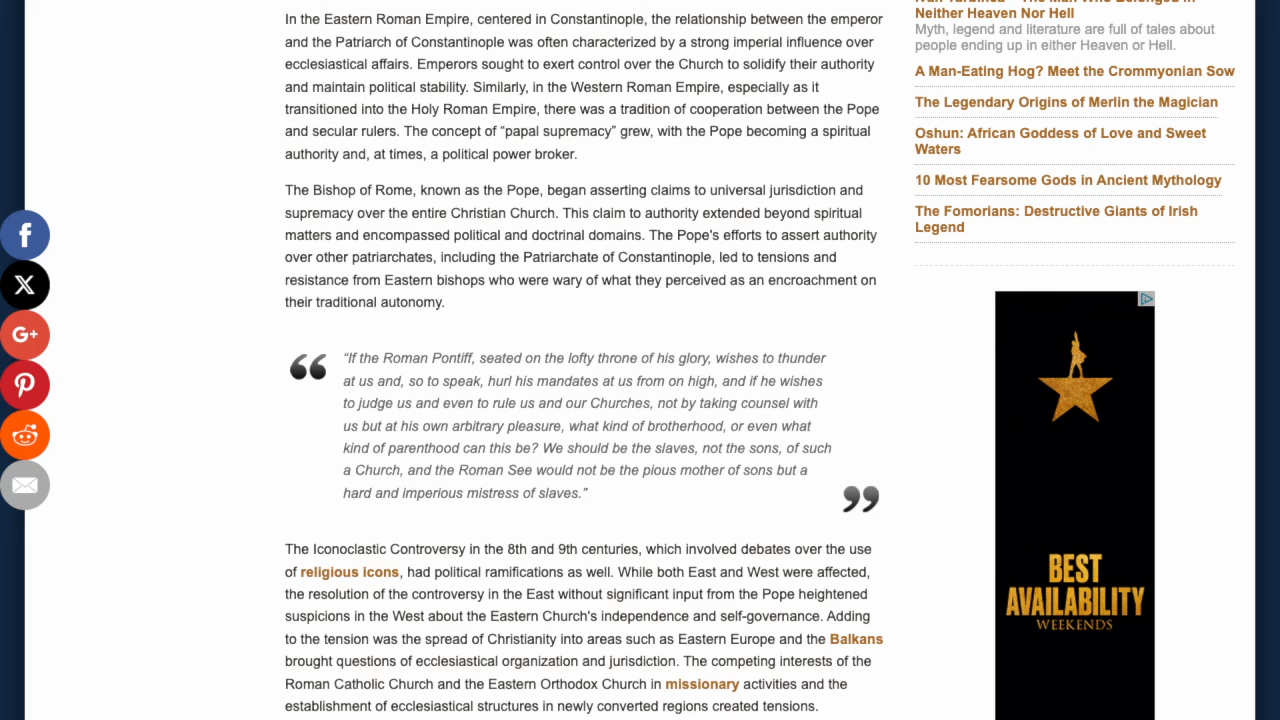 In the Eastern Roman Empire, centered in Constantinople, the relationship between the emperor
and the Patriarch of Constantinople was often characterized by a strong imperial influence over
ecclesiastical affairs. Emperors sought to exert control over the Church to solidify their authority
and maintain political stability. Similarly, in the Western Roman Empire, especially as it
transitioned into the Holy Roman Empire, there was a tradition of cooperation between the Pope
and secular rulers. The concept of “papal supremacy” grew, with the Pope becoming a spiritual
authority and, at times, a political power broker.
The Bishop of Rome, known as the Pope, began asserting claims to universal jurisdiction and
supremacy over the entire Christian Church. This claim to authority extended beyond spiritual
matters and encompassed political and doctrinal domains. The Pope's efforts to assert authority
over other patriarchates, including the Patriarchate of Constantinople, led to tensions and
resistance from Eastern bishops who were wary of what they perceived as an encroachment on
their traditional autonomy.
“If the Roman Pontiff, seated on the lofty throne of his glory, wishes to thunder
at us and, so to speak, hurl his mandates at us from on high, and if he wishes
to judge us and even to rule us and our Churches, not by taking counsel with
us but at his own arbitrary pleasure, what kind of brotherhood, or even what
kind of parenthood can this be? We should be the slaves, not the sons, of such
a Church, and the Roman See would not be the pious mother of sons but a
hard and imperious mistress of slaves.”
The Iconoclastic Controversy in the 8th and 9th centuries, which involved debates over the use
of religious icons, had political ramifications as well. While both East and West were affected,
the resolution of the controversy in the East without significant input from the Pope heightened
suspicions in the West about the Eastern Church's independence and self-governance. Adding
to the tension was the spread of Christianity into areas such as Eastern Europe and the Balkans
brought questions of ecclesiastical organization and jurisdiction. The competing interests of the
Roman Catholic Church and the Eastern Orthodox Church in missionary activities and the
establishment of ecclesiastical structures in newly converted regions created tensions.
Neither Heaven Nor Hell
Myth, legend and literature are full of tales about
people ending up in either Heaven or Hell.
A Man-Eating Hog? Meet the Crommyonian Sow
The Legendary Origins of Merlin the Magician
Oshun: African Goddess of Love and Sweet
Waters
10 Most Fearsome Gods in Ancient Mythology
The Fomorians: Destructive Giants of Irish
Legend
BEST
AVAILABILITY
WEEKENDS
f
X
G+